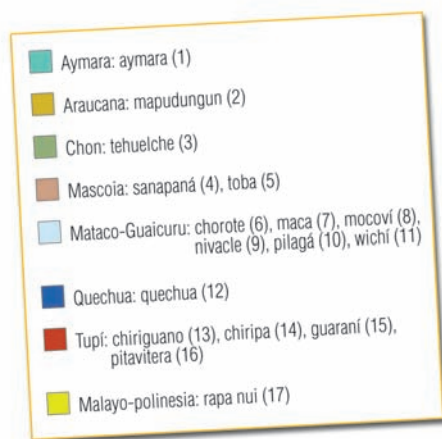 Aymara: aymara (1)
Araucana: mapudungun (2)
Chon: tehuelche (3)
Mascoia: sanapaná (4), toba (5)
Mataco-Guaicuru: chorote (6), maca (7), mocoví (8),
nivacle (9), pilagá (10), wichí (11)
Quechua: quechua (12)
Tupí: chiriguano (13), chiripa (14), guaraní (15),
pitavitera (16)
Malayo-polinesia: rapa nui (17)